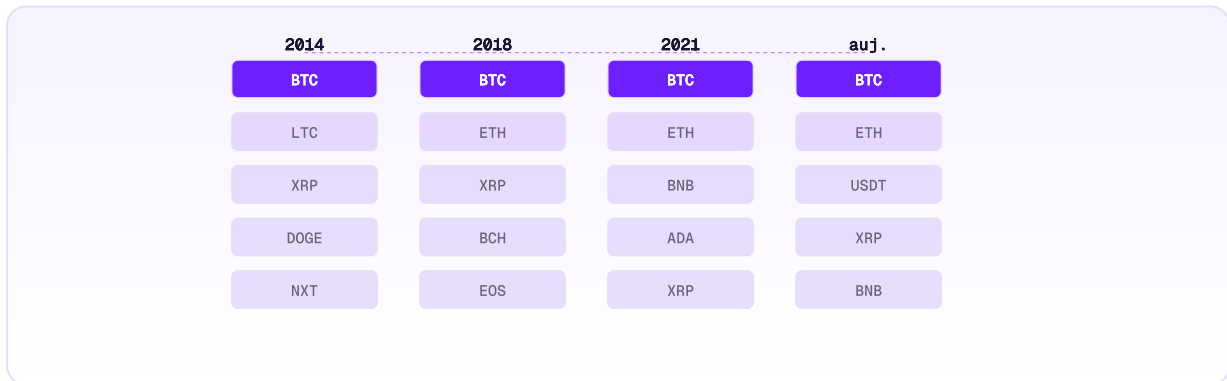 2014 2018 2021 auj.
BTC BTC BTC BTC
LTC ETH ETH ETH
XRP XRP BNB USDT
DOGE BCH ADA XRP
NXT EOS XRP BNB